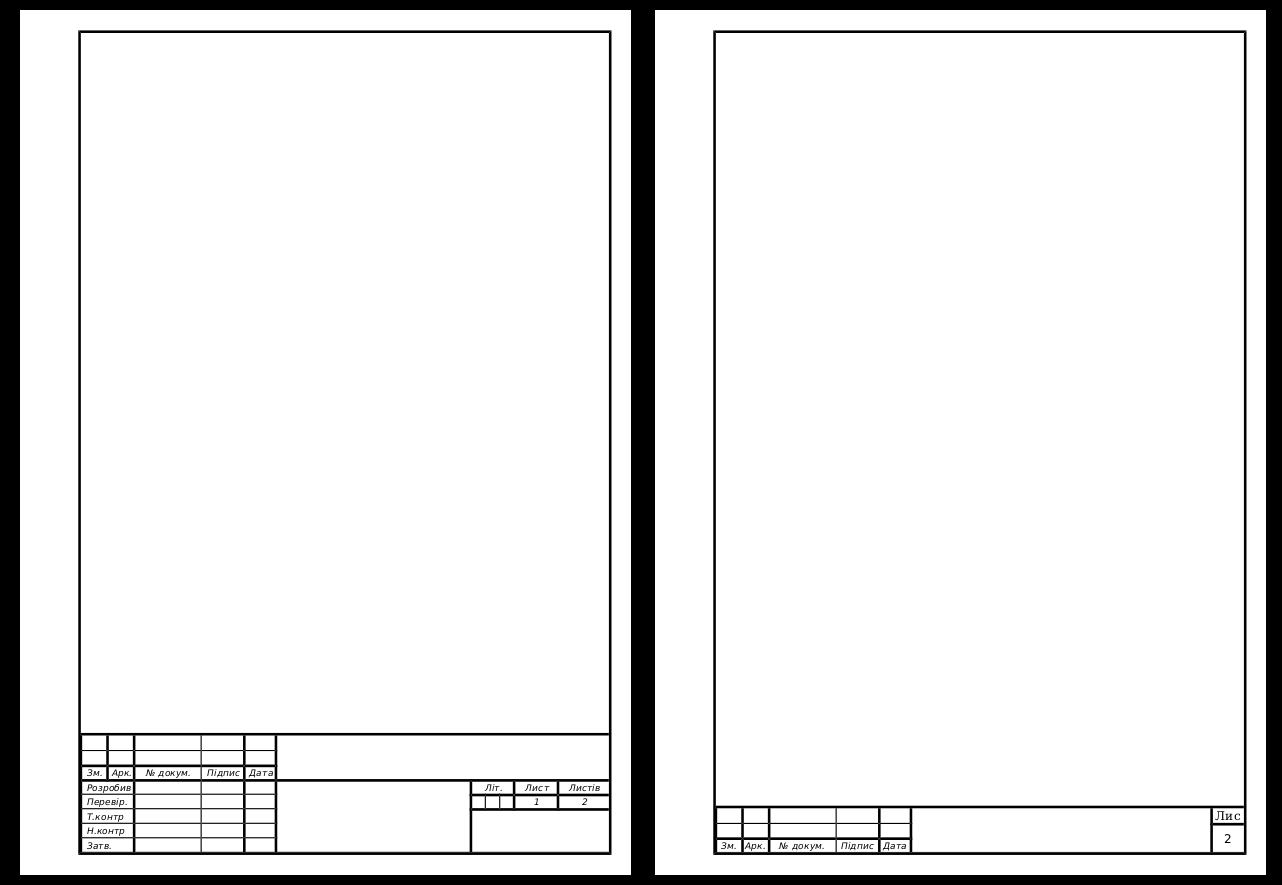 Зм. Арк. № докум. Підпис Дата
Розробив Літ. Лист Листів
Перевір. 1 2
Т.контр
Н.контр
Затв.
Лис
2
Зм. Арк. № докум. Підпис Дата